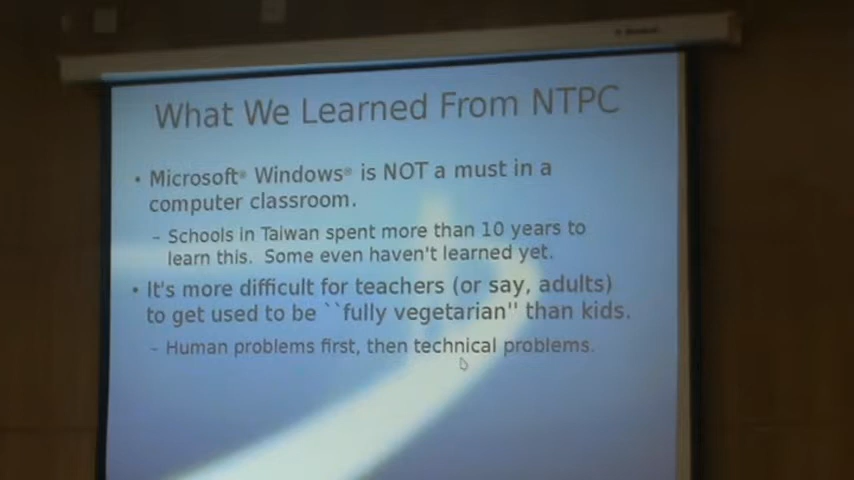 What We Learned From NTPC
• Microsoft® Windows® is NOT a must in a
computer classroom.
– Schools in Taiwan spent more than 10 years to
learn this. Some even haven't learned yet.
• It's more difficult for teachers (or say, adults)
to get used to be ``fully vegetarian'' than kids.
– Human problems first, then technical problems.